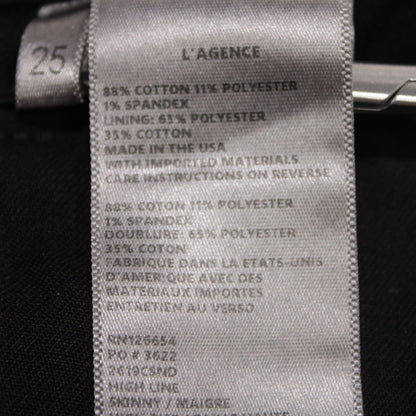 25
L'AGENCE
88% COTTON 11% POLYESTER
1% SPANDEX
LINING: 65% POLYESTER
35% COTTON
MADE IN THE USA
WITH IMPORTED MATERIALS
CARE INSTRUCTIONS ON REVERSE
88% COTON 11% POLYESTER
1% SPANDEX
DOUBLURE: 65% POLYESTER
35% COTON
FABRIQUE DANS LA ETATS-UNIS
D'AMERIQUE AVEC DES
MATERIAUX IMPORTES
ENTRETIEN AU VERSO
RN126654
PO # 3622
2619CSND
HIGH LINE
SKINNY / MAIGRE